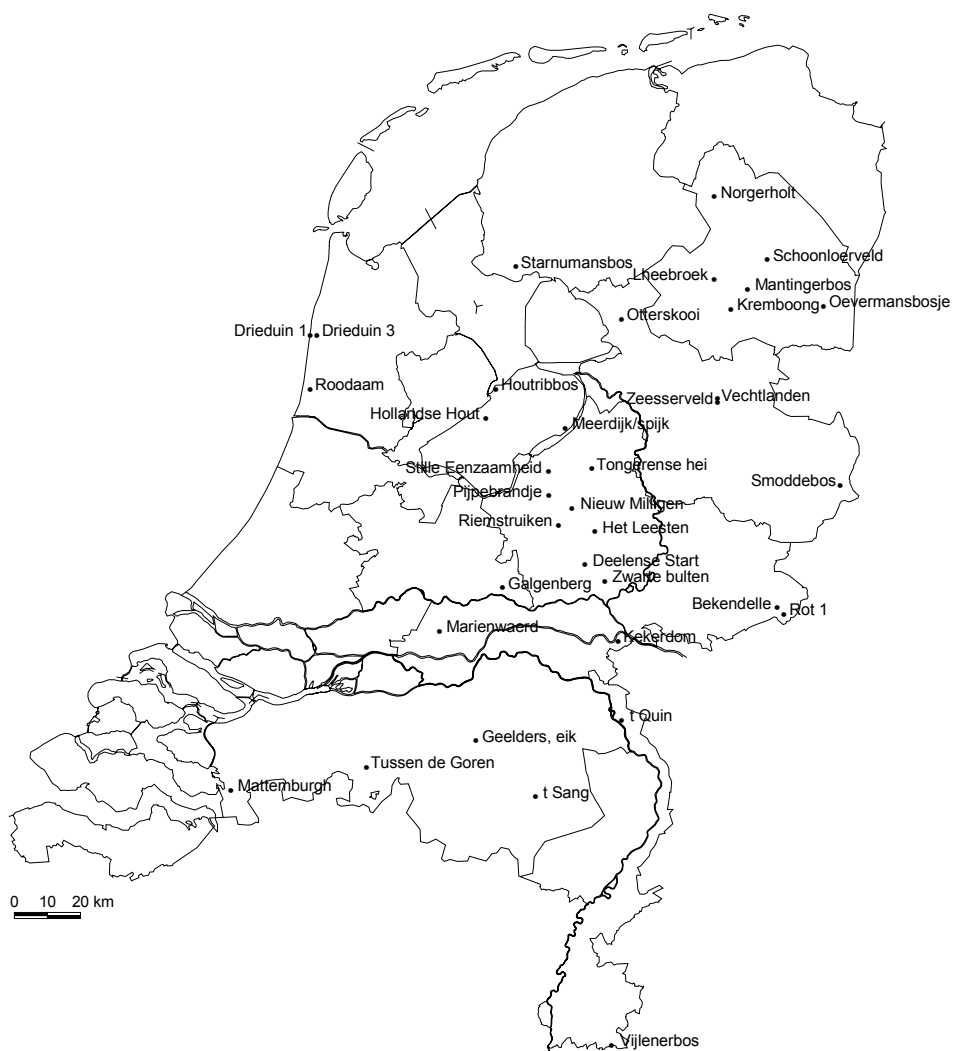 Norgerholt
Schoonloerveld
Starnumansbos
Lheebroek
Mantingerbos
Kremboong
Oevermansbosje
Otterskooi
Drieduin 1
Drieduin 3
Roodaam
Houtribbos
Zeesserveld
Vechtlanden
Hollandse Hout
Meerdijk/spijk
Stille Eenzaamheid
Tongerense hei
Smoddebos
Pijpebrandje
Nieuw Milligen
Riemstruiken
Het Leesten
Deelense Start
Zwarte bulten
Galgenberg
Bekendelle
Rot 1
Marienwaerd
Kekerdom
t Quin
Geelders, eik
Tussen de Goren
Mattemburgh
t Sang
0 10 20 km
Vijlenerbos